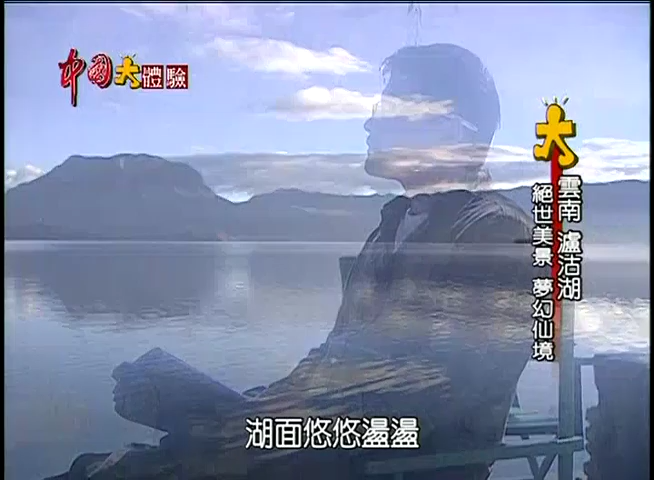 中國大體驗
大
雲南 瀘沽湖
絕世美景 夢幻仙境
湖面悠悠盪盪